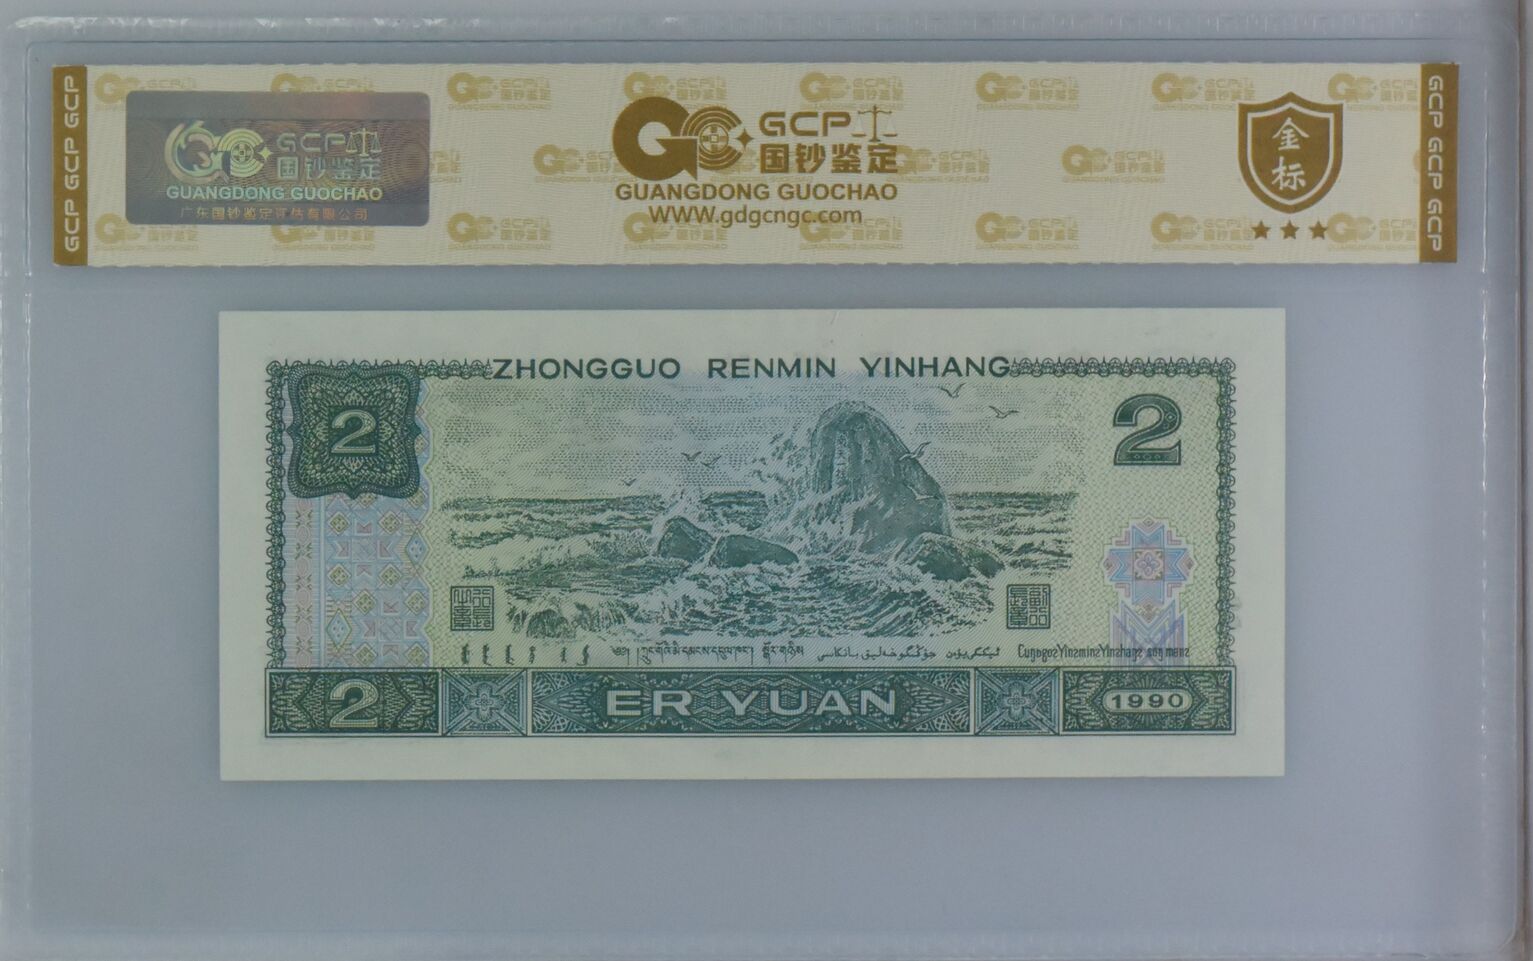 GCP GCP GCP
GCP
国钞鉴定
GUANGDONG GUOCHAO
广东国钞鉴定评估有限公司
GCP
国钞鉴定
GUANGDONG GUOCHAO
WWW.gdgcngc.com
金标
GCP GCP GCP
ZHONGGUO RENMIN YINHANG
2
2
2
ER YUAN
1990